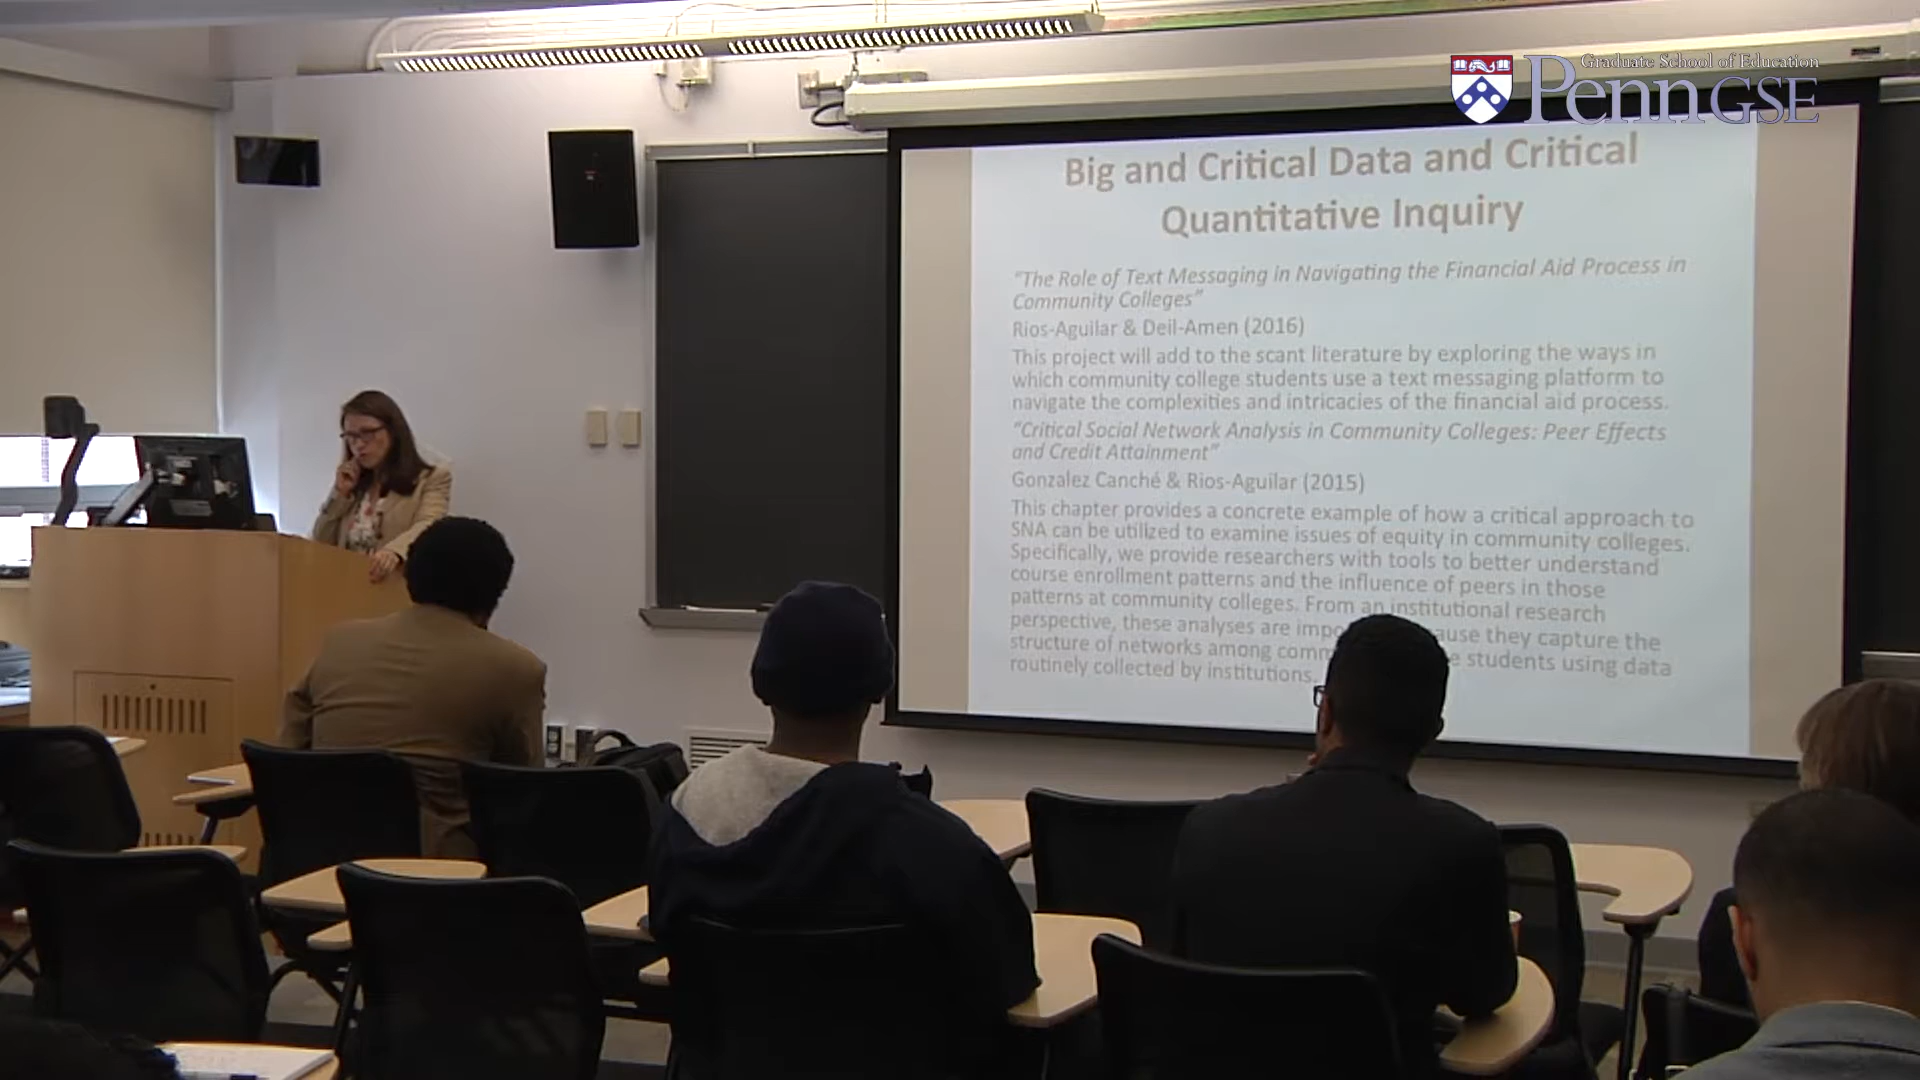 Graduate School of Education
Penn GSE
Big and Critical Data and Critical
Quantitative Inquiry
“The Role of Text Messaging in Navigating the Financial Aid Process in
Community Colleges”
Rios-Aguilar & Deil-Amen (2016)
This project will add to the scant literature by exploring the ways in
which community college students use a text messaging platform to
navigate the complexities and intricacies of the financial aid process.
“Critical Social Network Analysis in Community Colleges: Peer Effects
and Credit Attainment”
Gonzalez Canché & Rios-Aguilar (2015)
This chapter provides a concrete example of how a critical approach to
SNA can be utilized to examine issues of equity in community colleges.
Specifically, we provide researchers with tools to better understand
course enrollment patterns and the influence of peers in those
patterns at community colleges. From an institutional research
perspective, these analyses are they capture the
structure of networks among students using data
routinely collected by institutions.